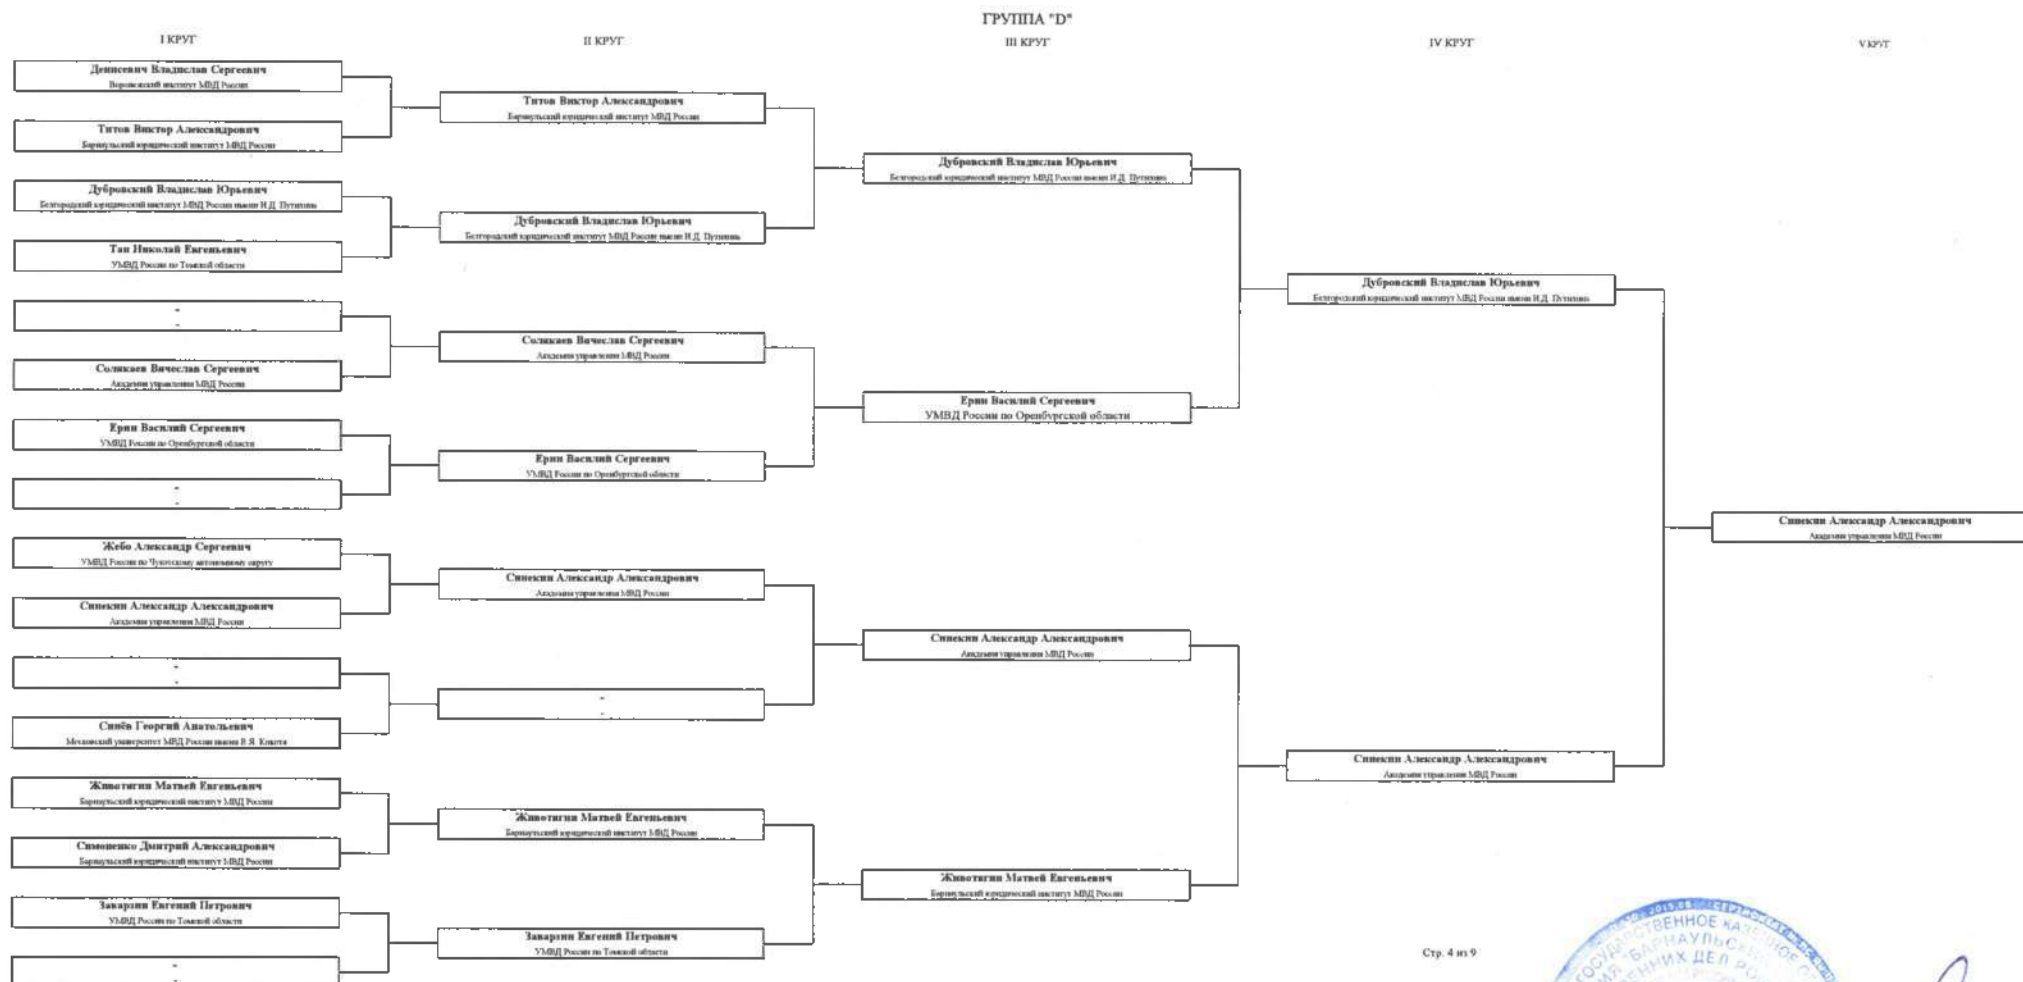 ГРУППА "D"
I КРУГ
II КРУГ
III КРУГ
IV КРУГ
V КРУГ
Денисевич Владислав Сергеевич
Воронежский институт МВД России
Титов Виктор Александрович
Барнаульский юридический институт МВД России
Дубровский Владислав Юрьевич
Белгородский юридический институт МВД России имени И.Д. Путилина
Тап Николай Евгеньевич
УМВД России по Томской области
-
-
Солякаев Вячеслав Сергеевич
Академия управления МВД России
Ерин Василий Сергеевич
УМВД России по Оренбургской области
-
-
Жебо Александр Сергеевич
УМВД России по Чукотскому автономному округу
Синекин Александр Александрович
Академия управления МВД России
-
-
Синёв Георгий Анатольевич
Московский университет МВД России имени В.Я. Кикотя
Животягин Матвей Евгеньевич
Барнаульский юридический институт МВД России
Симоненко Дмитрий Александрович
Барнаульский юридический институт МВД России
Заварзин Евгений Петрович
УМВД России по Томской области
-
-
Титов Виктор Александрович
Барнаульский юридический институт МВД России
Дубровский Владислав Юрьевич
Белгородский юридический институт МВД России имени И.Д. Путилина
Солякаев Вячеслав Сергеевич
Академия управления МВД России
Ерин Василий Сергеевич
УМВД России по Оренбургской области
Синекин Александр Александрович
Академия управления МВД России
-
-
Животягин Матвей Евгеньевич
Барнаульский юридический институт МВД России
Заварзин Евгений Петрович
УМВД России по Томской области
Дубровский Владислав Юрьевич
Белгородский юридический институт МВД России имени И.Д. Путилина
Ерин Василий Сергеевич
УМВД России по Оренбургской области
Синекин Александр Александрович
Академия управления МВД России
Животягин Матвей Евгеньевич
Барнаульский юридический институт МВД России
Дубровский Владислав Юрьевич
Белгородский юридический институт МВД России имени И.Д. Путилина
Синекин Александр Александрович
Академия управления МВД России
Синекин Александр Александрович
Академия управления МВД России
Стр. 4 из 9